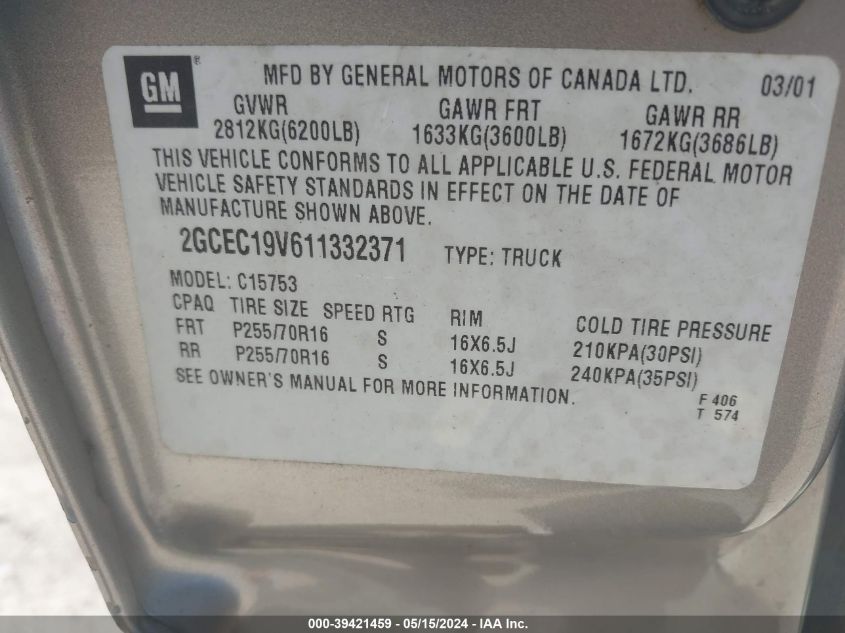 GM ® MFD BY GENERAL MOTORS OF CANADA LTD. 03/01
GVWR GAWR FRT GAWR RR
2812KG(6200LB) 1633KG(3600LB) 1672KG(3686LB)
THIS VEHICLE CONFORMS TO ALL APPLICABLE U.S. FEDERAL MOTOR
VEHICLE SAFETY STANDARDS IN EFFECT ON THE DATE OF
MANUFACTURE SHOWN ABOVE.
2GCEC19V611332371 TYPE: TRUCK
MODEL: C15753
CPAQ TIRE SIZE SPEED RTG RIM COLD TIRE PRESSURE
FRT P255/70R16 S 16X6.5J 210KPA(30PSI)
RR P255/70R16 S 16X6.5J 240KPA(35PSI)
SEE OWNER'S MANUAL FOR MORE INFORMATION.
F 406
T 574
000-39421459 - 05/15/2024 - IAA Inc.